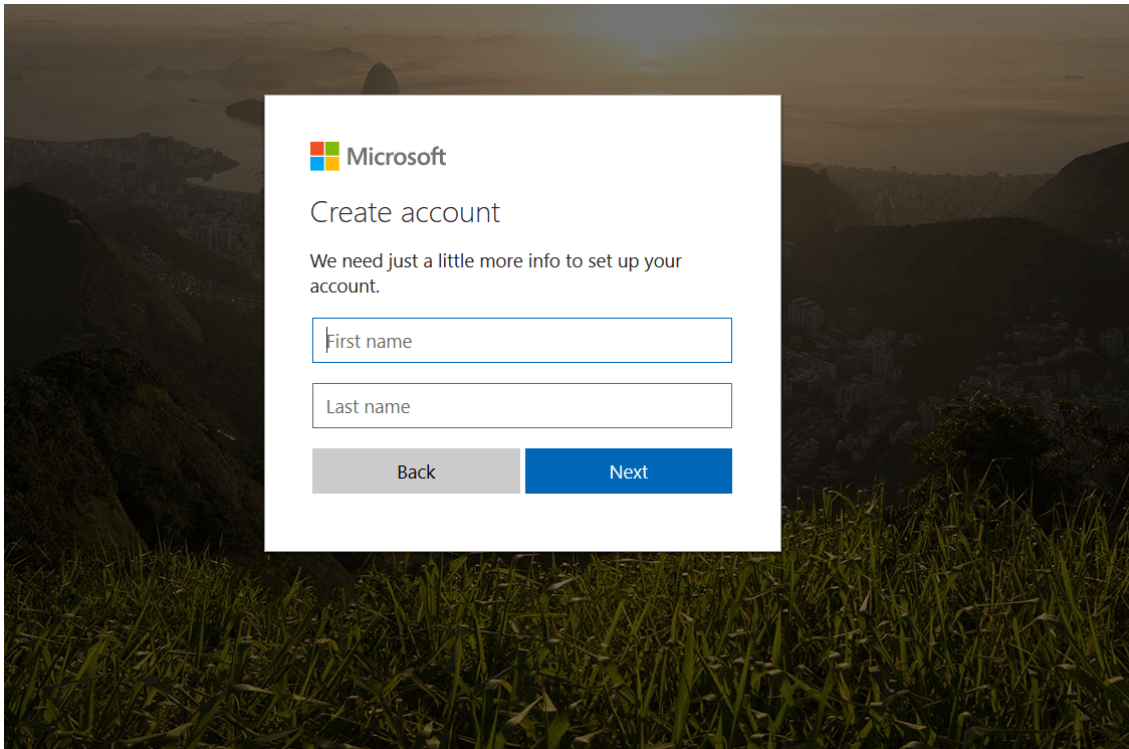 Microsoft
Create account
We need just a little more info to set up your
account.
First name
Last name
Back Next